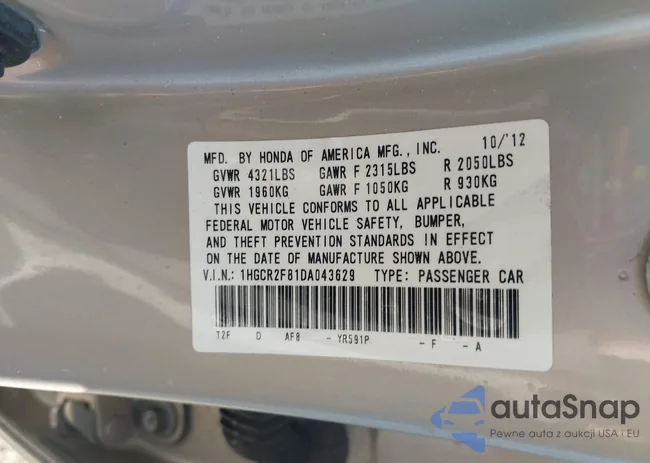 MFD. BY HONDA OF AMERICA MFG., INC. 10/'12
GVWR 4321LBS GAWR F 2315LBS R 2050LBS
GVWR 1960KG GAWR F 1050KG R 930KG
THIS VEHICLE CONFORMS TO ALL APPLICABLE
FEDERAL MOTOR VEHICLE SAFETY, BUMPER,
AND THEFT PREVENTION STANDARDS IN EFFECT
ON THE DATE OF MANUFACTURE SHOWN ABOVE.
V.I.N.: 1HGCR2F81DA043629 TYPE: PASSENGER CAR
T2F D AF8 - YR591P - F - A
autaSnap
Pewne auta z aukcji USA i EU